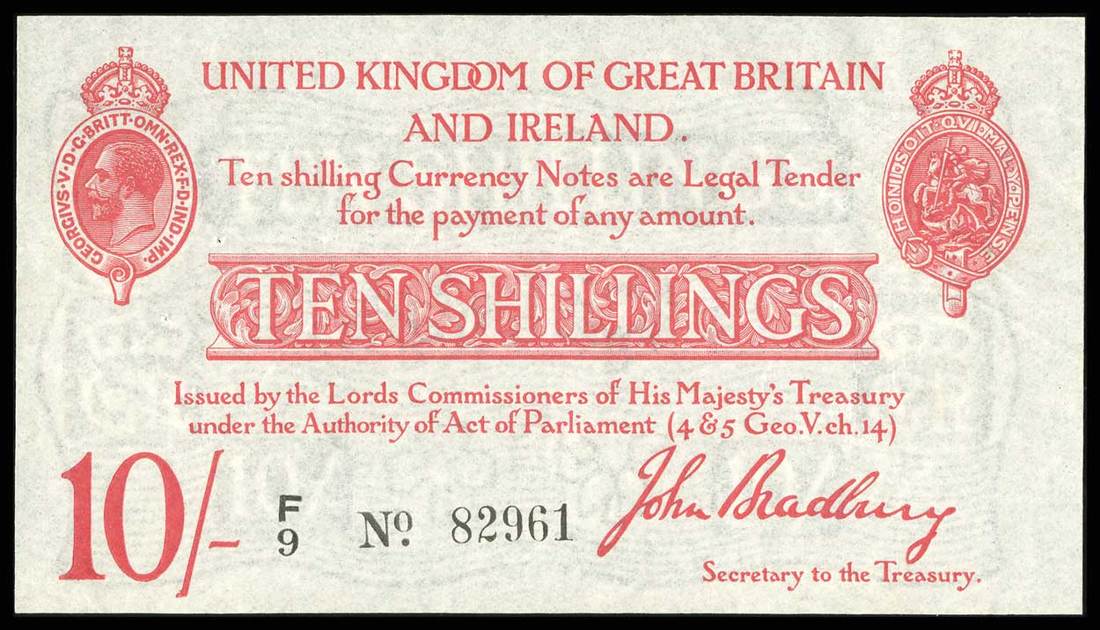 UNITED KINGDOM OF GREAT BRITAIN
AND IRELAND.
GEORGIVS·V·D·G·BRITT·OMN·REX·F·D·IND·IMP·
HONI·SOIT·QVI·MAL·Y·PENSE
Ten shilling Currency Notes are Legal Tender
for the payment of any amount.
TEN SHILLINGS
Issued by the Lords Commissioners of His Majesty's Treasury
under the Authority of Act of Parliament (4 & 5 Geo.V.ch.14)
10/-
F
9
No. 82961
John Bradbury
Secretary to the Treasury.